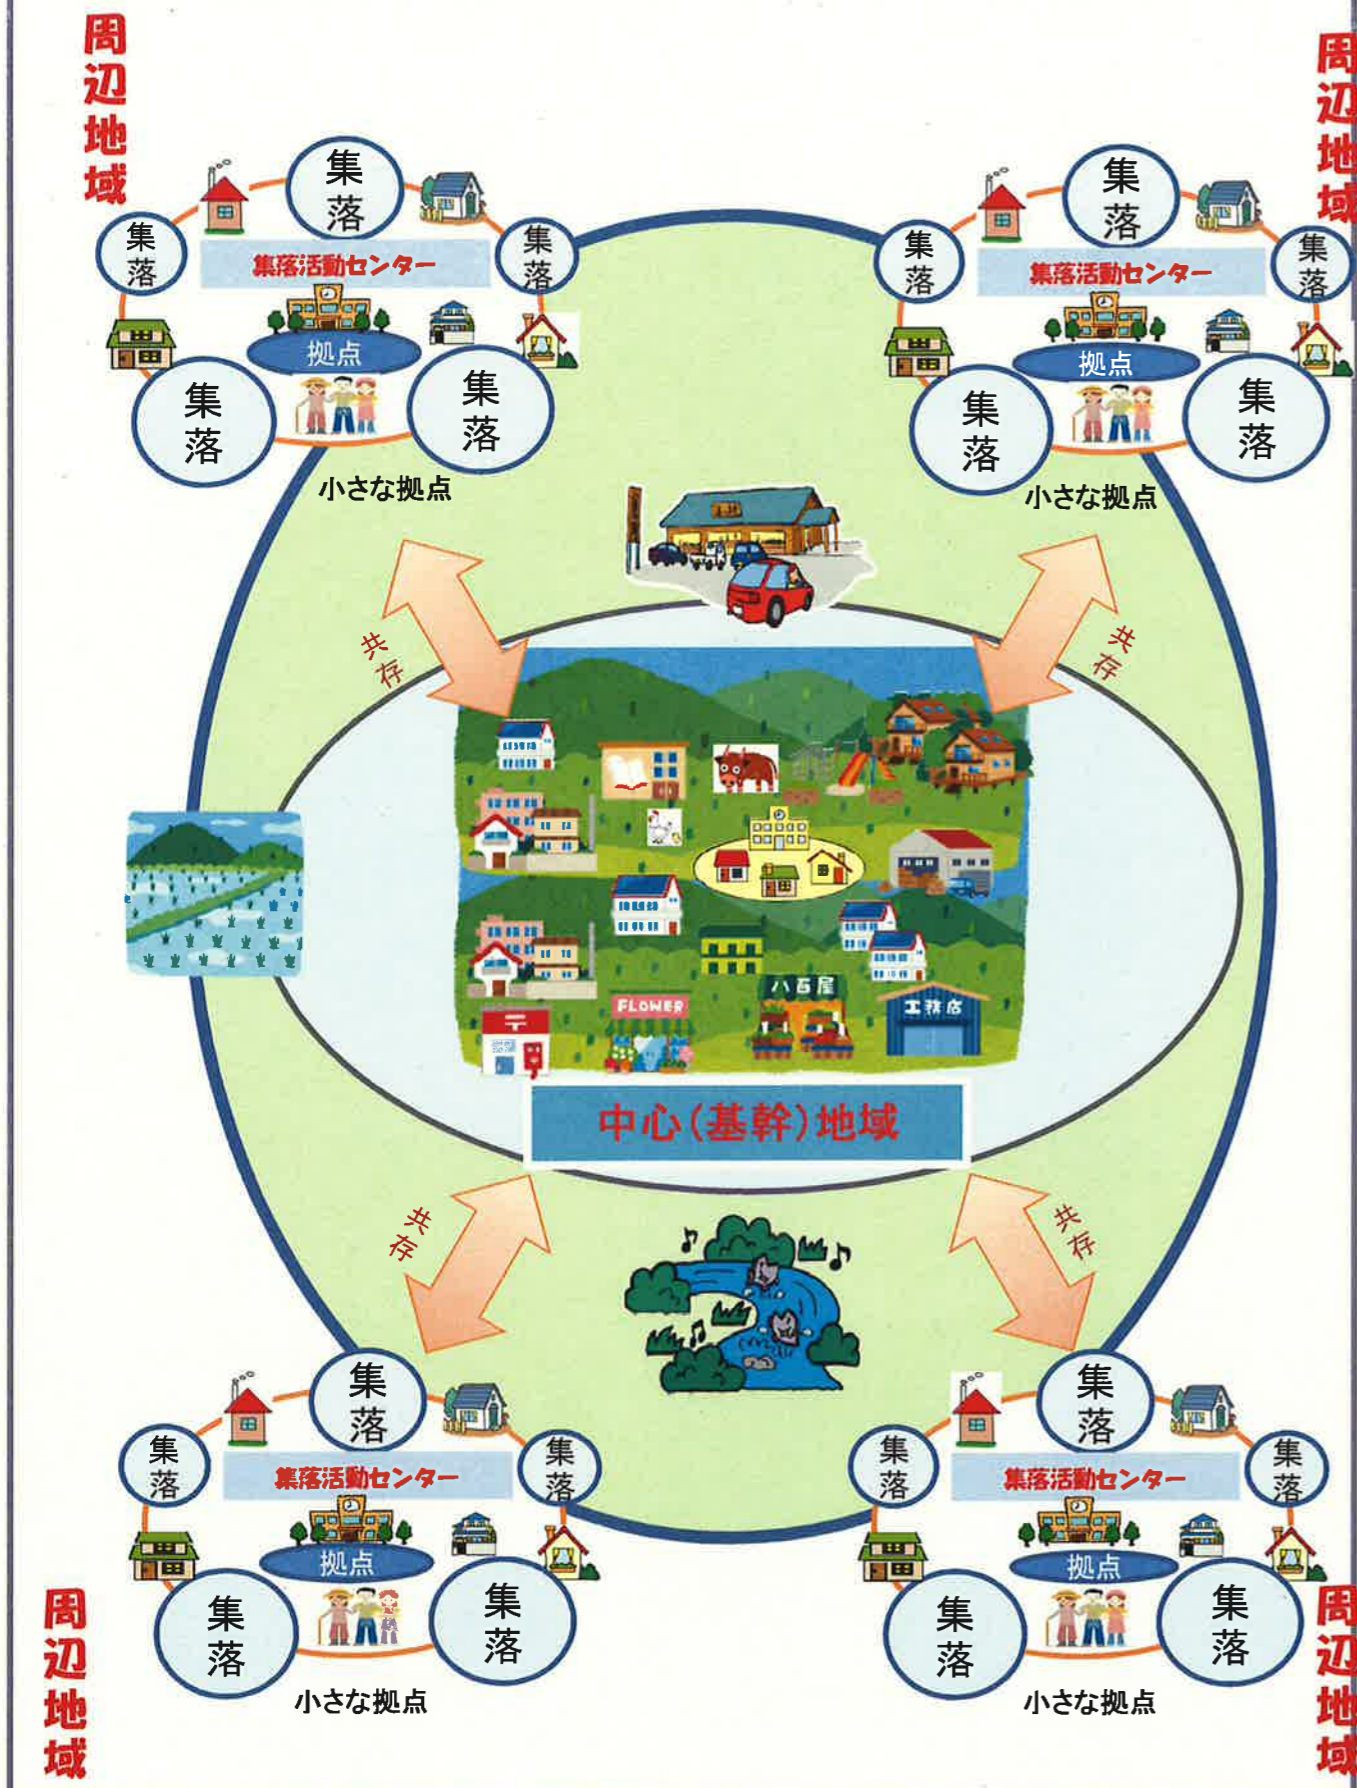 周辺地域
周辺地域
集落
集落
集落
集落活動センター
拠点
集落
集落
小さな拠点
集落
集落
集落
集落活動センター
拠点
集落
集落
小さな拠点
共存
共存
FLOWER
八百屋
工務店
〒
中心(基幹)地域
共存
共存
集落
集落
集落
集落活動センター
拠点
集落
集落
小さな拠点
集落
集落
集落
集落活動センター
拠点
集落
集落
小さな拠点
周辺地域
周辺地域